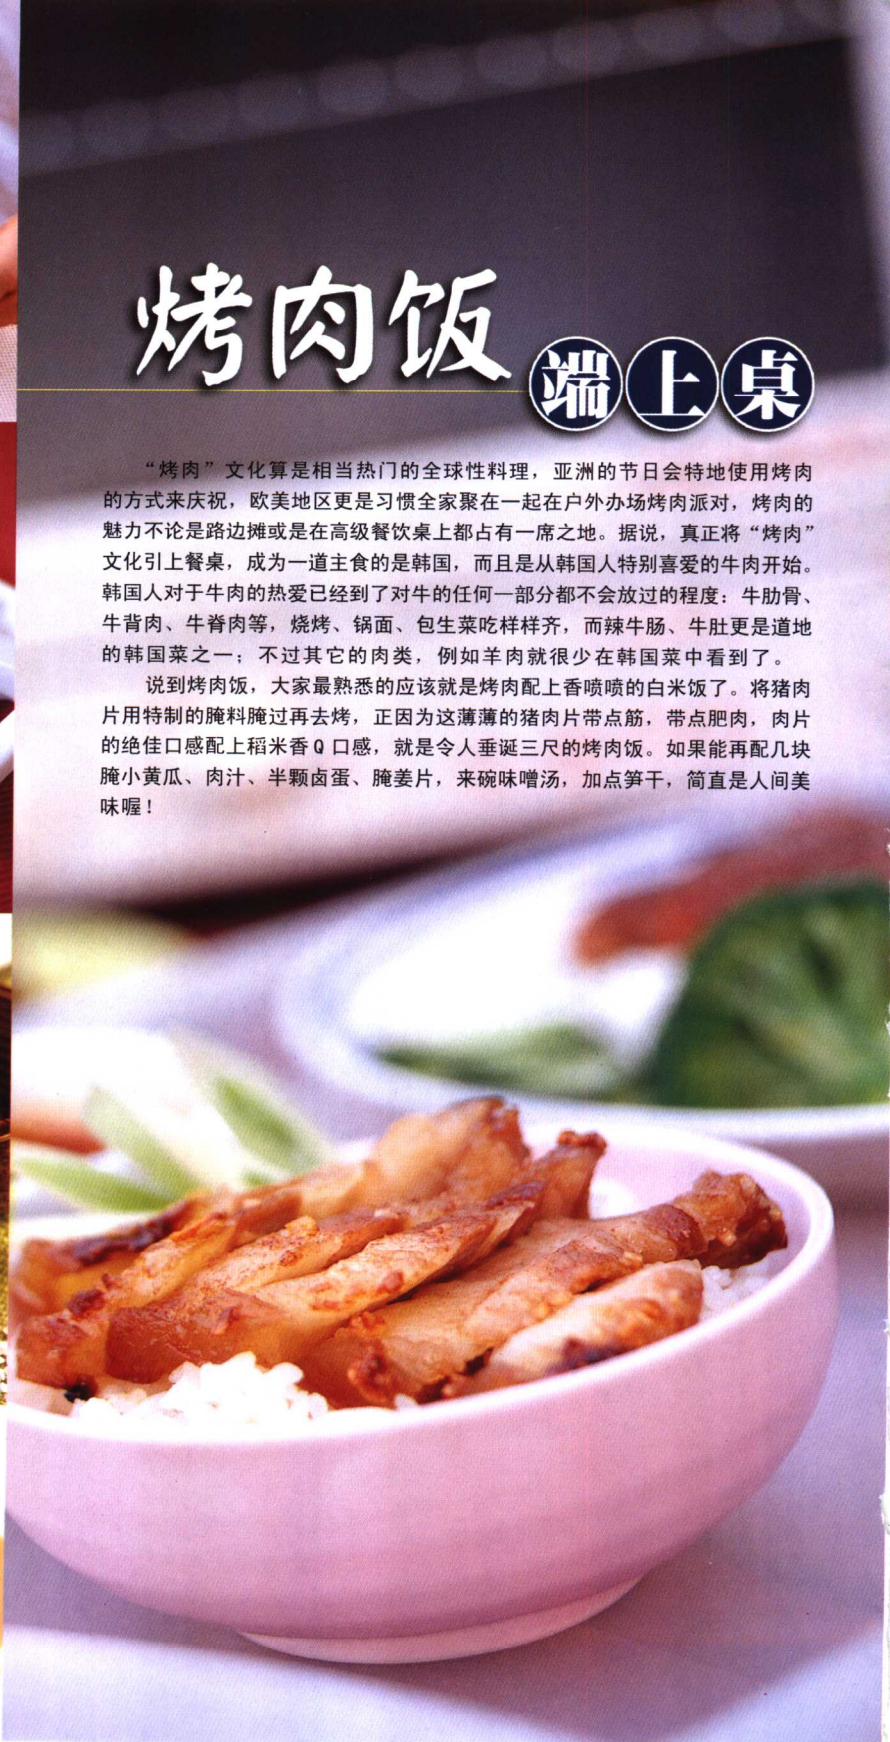 烤肉饭
端上桌
“烤肉”文化算是相当热门的全球性料理，亚洲的节日会特地使用烤肉
的方式来庆祝，欧美地区更是习惯全家聚在一起在户外办场烤肉派对，烤肉的
魅力不论是路边摊或是在高级餐饮桌上都占有一席之地。据说，真正将“烤肉”
文化引上餐桌，成为一道主食的是韩国，而且是从韩国人特别喜爱的牛肉开始。
韩国人对于牛肉的热爱已经到了对牛的任何一部分都不会放过的程度：牛肋骨、
牛背肉、牛脊肉等，烧烤、锅面、包生菜吃样样齐，而辣牛肠、牛肚更是道地
的韩国菜之一；不过其它的肉类，例如羊肉就很少在韩国菜中看到了。
说到烤肉饭，大家最熟悉的应该就是烤肉配上香喷喷的白米饭了。将猪肉
片用特制的腌料腌过再去烤，正因为这薄薄的猪肉片带点筋，带点肥肉，肉片
的绝佳口感配上稻米香Q口感，就是令人垂诞三尺的烤肉饭。如果能再配几块
腌小黄瓜、肉汁、半颗卤蛋、腌姜片，来碗味噌汤，加点笋干，简直是人间美
味喔！